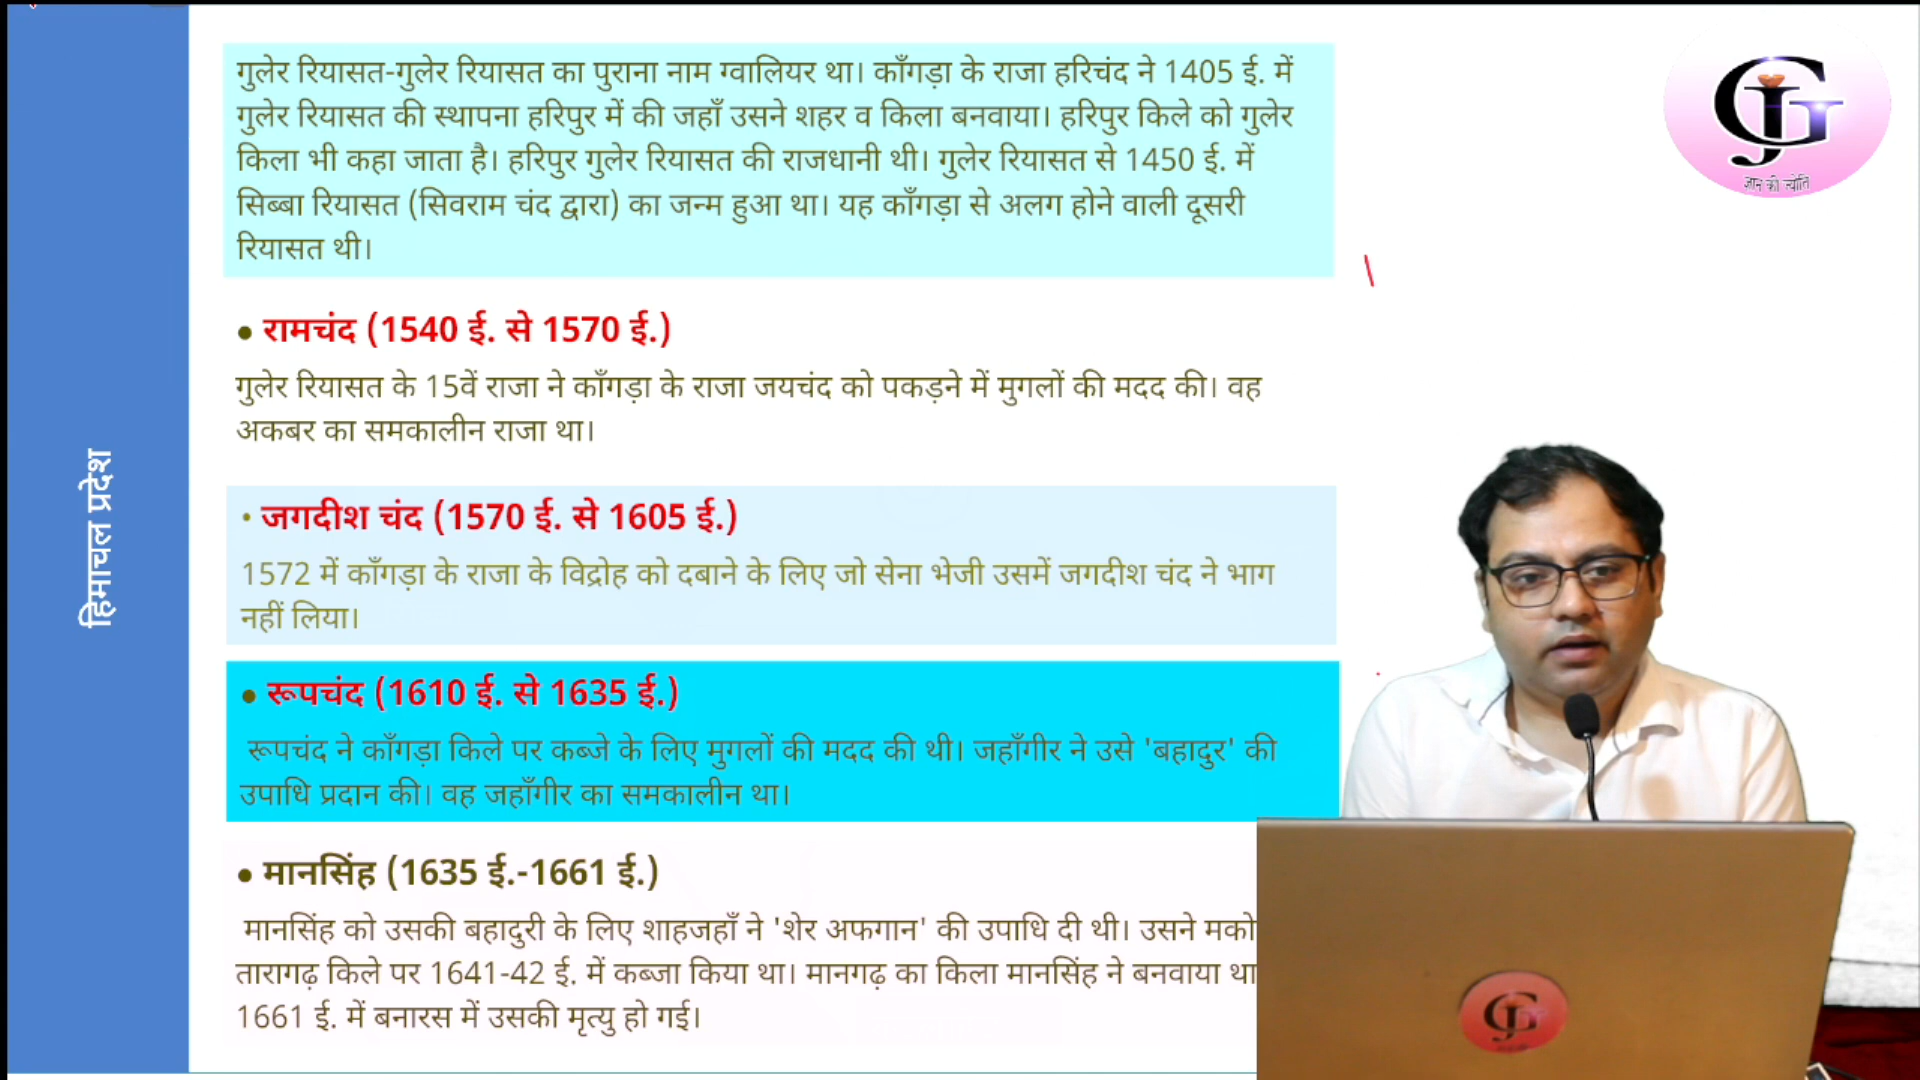 गुलेर रियासत-गुलेर रियासत का पुराना नाम ग्वालियर था। काँगड़ा के राजा हरिचंद ने 1405 ई. में
गुलेर रियासत की स्थापना हरिपुर में की जहाँ उसने शहर व किला बनवाया। हरिपुर किले को गुलेर
किला भी कहा जाता है। हरिपुर गुलेर रियासत की राजधानी थी। गुलेर रियासत से 1450 ई. में
सिब्बा रियासत (सिवराम चंद द्वारा) का जन्म हुआ था। यह काँगड़ा से अलग होने वाली दूसरी
रियासत थी।
• रामचंद (1540 ई. से 1570 ई.)
गुलेर रियासत के 15वें राजा ने काँगड़ा के राजा जयचंद को पकड़ने में मुगलों की मदद की। वह
अकबर का समकालीन राजा था।
• जगदीश चंद (1570 ई. से 1605 ई.)
1572 में काँगड़ा के राजा के विद्रोह को दबाने के लिए जो सेना भेजी उसमें जगदीश चंद ने भाग
नहीं लिया।
• रूपचंद (1610 ई. से 1635 ई.)
रूपचंद ने काँगड़ा किले पर कब्जे के लिए मुगलों की मदद की थी। जहाँगीर ने उसे 'बहादुर' की
उपाधि प्रदान की। वह जहाँगीर का समकालीन था।
• मानसिंह (1635 ई.-1661 ई.)
मानसिंह को उसकी बहादुरी के लिए शाहजहाँ ने 'शेर अफगान' की उपाधि दी थी। उसने मको
तारागढ़ किले पर 1641-42 ई. में कब्जा किया था। मानगढ़ का किला मानसिंह ने बनवाया था
1661 ई. में बनारस में उसकी मृत्यु हो गई।
हिमाचल प्रदेश
GJ
ज्ञान की ज्योति
GJ